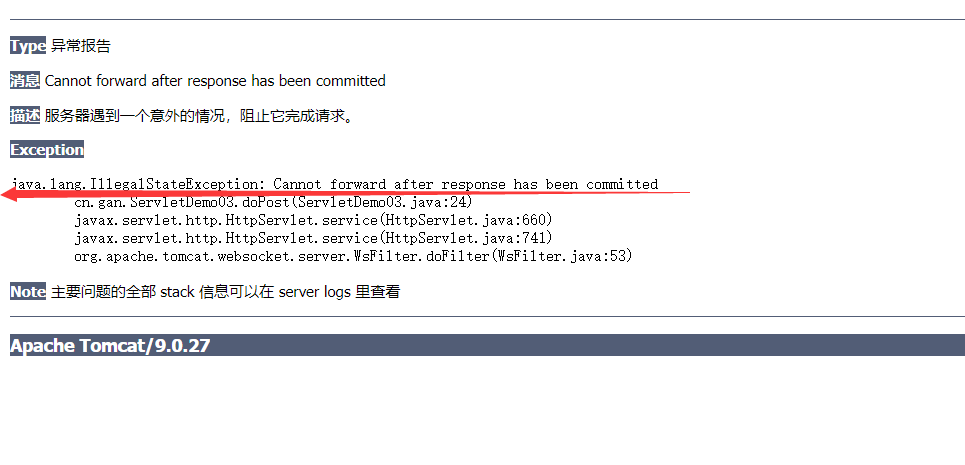 Type 异常报告
消息 Cannot forward after response has been committed
描述 服务器遇到一个意外的情况，阻止它完成请求。
Exception
java.lang.IllegalStateException: Cannot forward after response has been committed
cn.gan.ServletDemo03.doPost(ServletDemo03.java:24)
javax.servlet.http.HttpServlet.service(HttpServlet.java:660)
javax.servlet.http.HttpServlet.service(HttpServlet.java:741)
org.apache.tomcat.websocket.server.WsFilter.doFilter(WsFilter.java:53)
Note 主要问题的全部 stack 信息可以在 server logs 里查看
Apache Tomcat/9.0.27